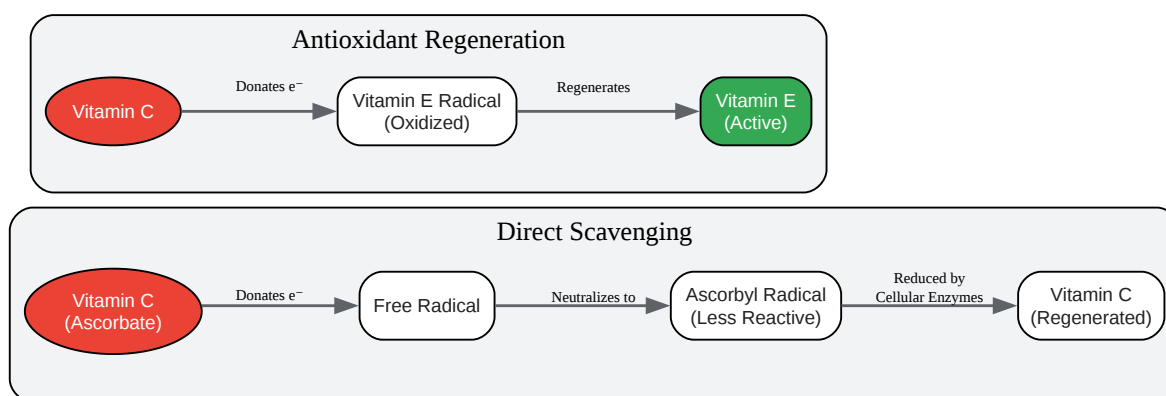 Antioxidant Regeneration
Vitamin C
Donates e⁻
Vitamin E Radical
(Oxidized)
Regenerates
Vitamin E
(Active)
Direct Scavenging
Vitamin C
(Ascorbate)
Donates e⁻
Free Radical
Neutralizes to
Ascorbyl Radical
(Less Reactive)
Reduced by
Cellular Enzymes
Vitamin C
(Regenerated)